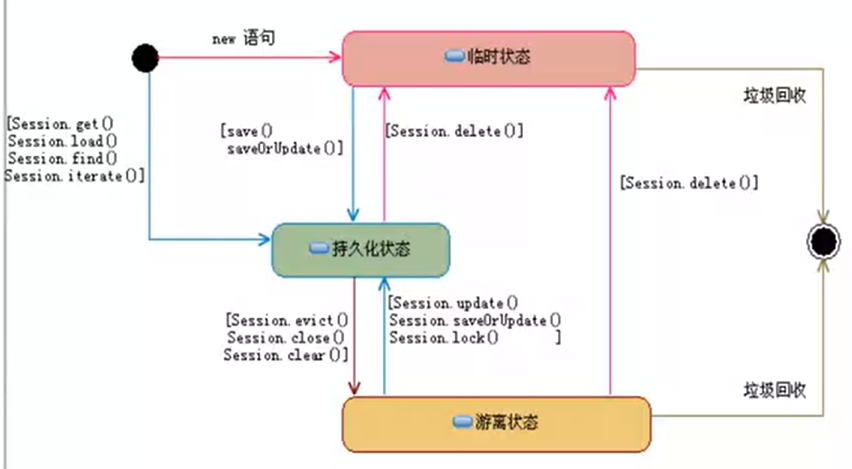 new 语句
临时状态
垃圾回收
[Session.get()
Session.load()
Session.find()
Session.iterate()]
[save()
saveOrUpdate()]
[Session.delete()]
[Session.delete()]
持久化状态
[Session.evict()
Session.close()
Session.clear()]
[Session.update()
Session.saveOrUpdate()
Session.lock() ]
垃圾回收
游离状态